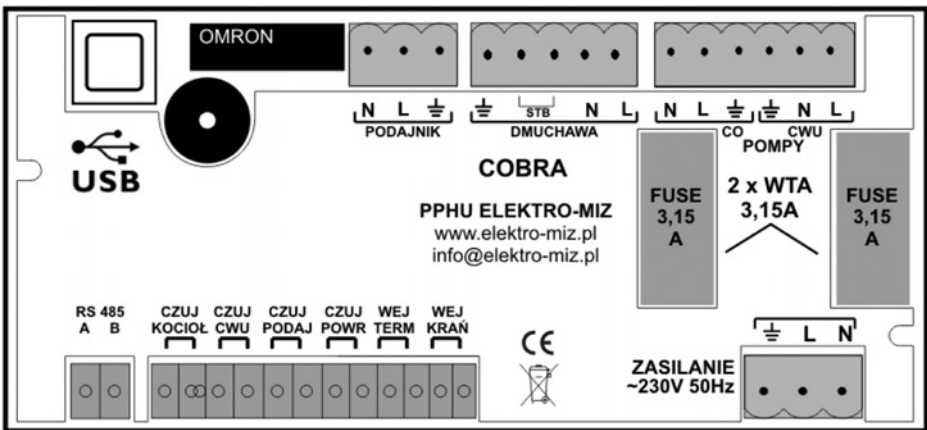 OMRON
N L
PODAJNIK
STB N L
DMUCHAWA
N L N L
CO CWU
POMPY
USB
COBRA
PPHU ELEKTRO-MIZ
www.elektro-miz.pl
info@elektro-miz.pl
FUSE
3,15
A
2 x WTA
3,15A
FUSE
3,15
A
RS 485
A B
CZUJ
KOCIOŁ
CZUJ
CWU
CZUJ
PODAJ
CZUJ
POWR
WEJ
TERM
WEJ
KRAŃ
CE
L N
ZASILANIE
~230V 50Hz